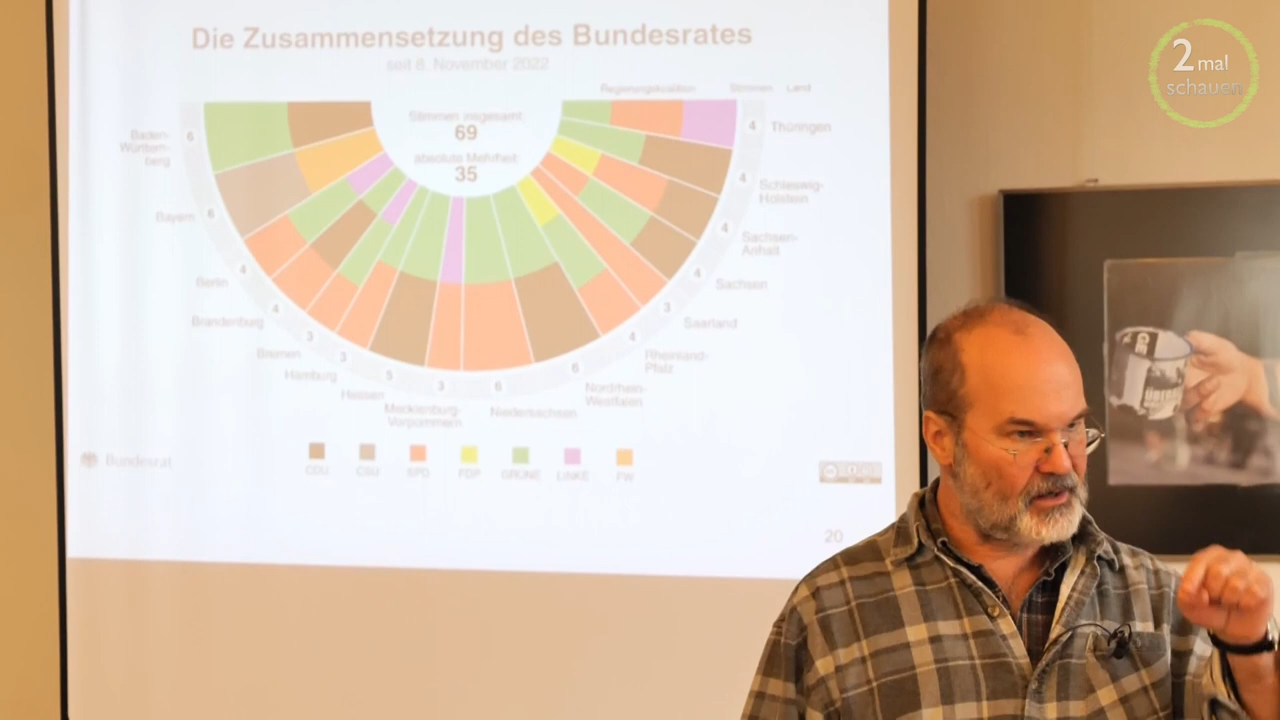 Die Zusammensetzung des Bundesrates
seit 8. November 2022
2 mal
schauen
Regierungskoalition Stimmen Land
Stimmen insgesamt
69
absolute Mehrheit
35
Baden-
Württem-
berg
6
Bayern
6
Berlin
4
Brandenburg
4
Bremen
3
Hamburg
3
Hessen
5
Mecklenburg-
Vorpommern
3
Niedersachsen
6
Nordrhein-
Westfalen
6
Rheinland-
Pfalz
4
Saarland
3
Sachsen
4
Sachsen-
Anhalt
4
Schleswig-
Holstein
4
Thüringen
4
Bundesrat
CDU CSU SPD FDP GRÜNE LINKE FW
20